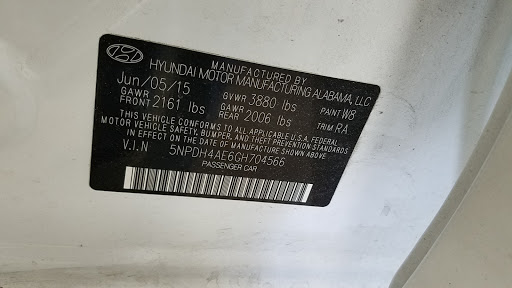 MANUFACTURED BY
HYUNDAI MOTOR MANUFACTURING ALABAMA, LLC
Jun/05/15 GVWR 3880 lbs PAINT W8
GAWR FRONT 2161 lbs GAWR REAR 2006 lbs TRIM RA
THIS VEHICLE CONFORMS TO ALL APPLICABLE FEDERAL
MOTOR VEHICLE SAFETY, BUMPER, AND THEFT PREVENTION STANDARDS
IN EFFECT ON THE DATE OF MANUFACTURE SHOWN ABOVE.
V.I.N 5NPDH4AE6GH704566
PASSENGER CAR